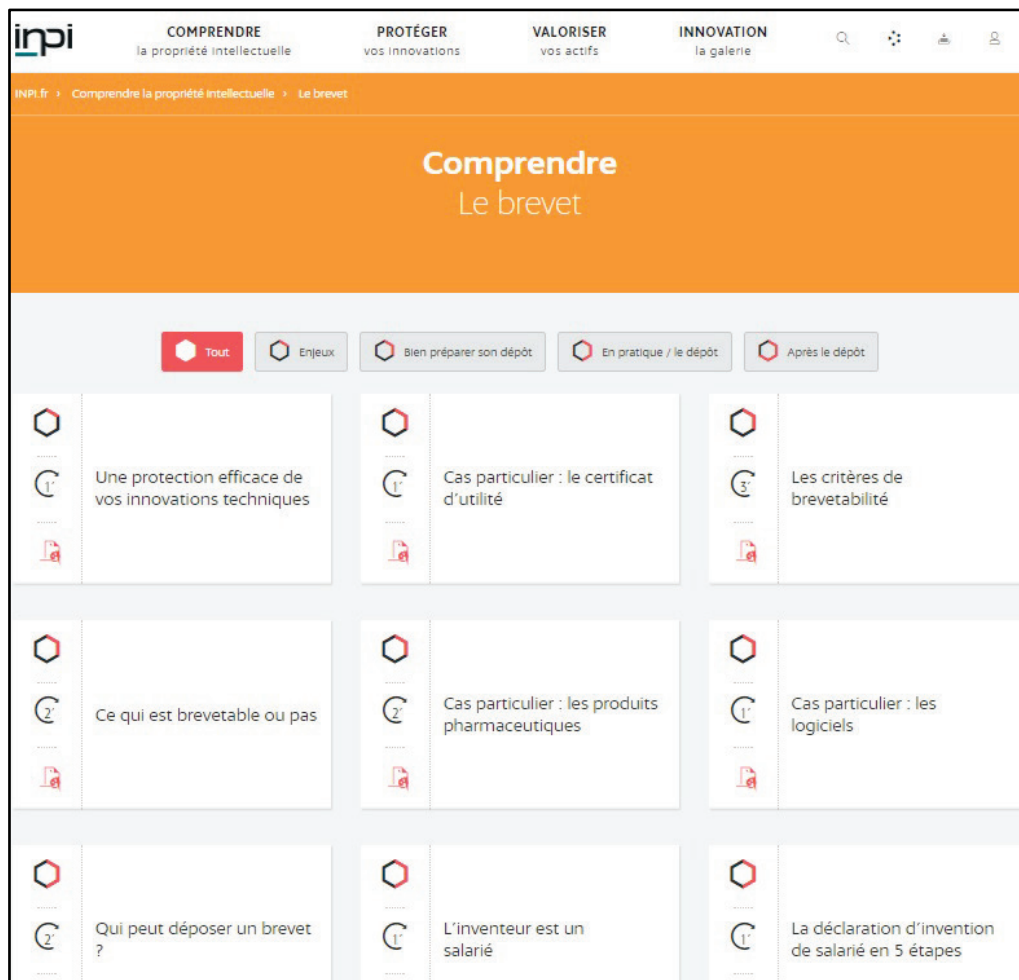 inpi
COMPRENDRE
la propriété intellectuelle
PROTÉGER
vos innovations
VALORISER
vos actifs
INNOVATION
la galerie
INPI.fr › Comprendre la propriété intellectuelle › Le brevet
Comprendre
Le brevet
Tout
Enjeux
Bien préparer son dépôt
En pratique / le dépôt
Après le dépôt
1'
Une protection efficace de
vos innovations techniques
1'
Cas particulier : le certificat
d'utilité
3'
Les critères de
brevetabilité
2'
Ce qui est brevetable ou pas
2'
Cas particulier : les produits
pharmaceutiques
1'
Cas particulier : les
logiciels
2'
Qui peut déposer un brevet
?
1'
L'inventeur est un
salarié
1'
La déclaration d'invention
de salarié en 5 étapes